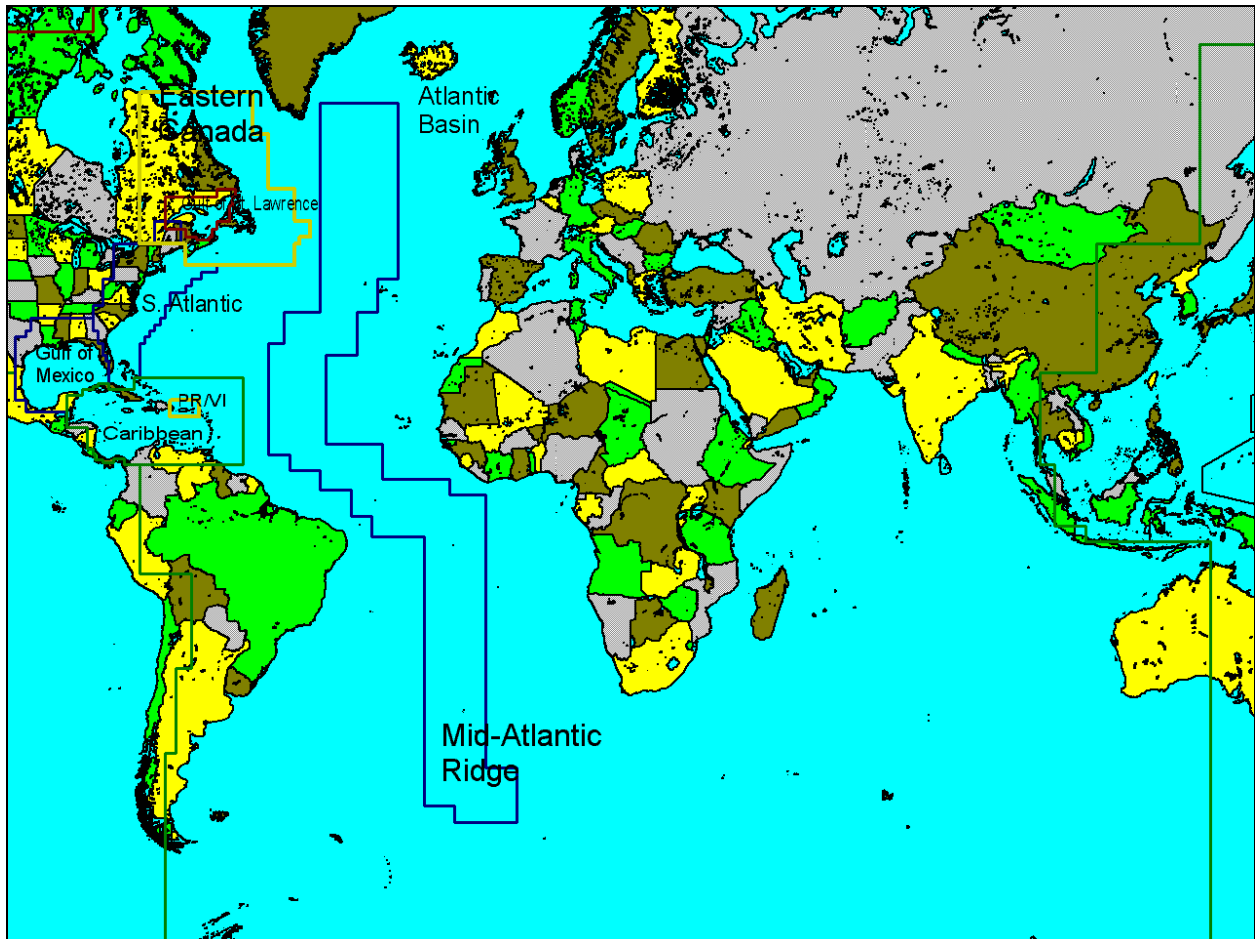 Eastern
Canada
Atlantic
Basin
Gulf of St. Lawrence
S. Atlantic
Gulf of
Mexico
PR/VI
Caribbean
Mid-Atlantic
Ridge